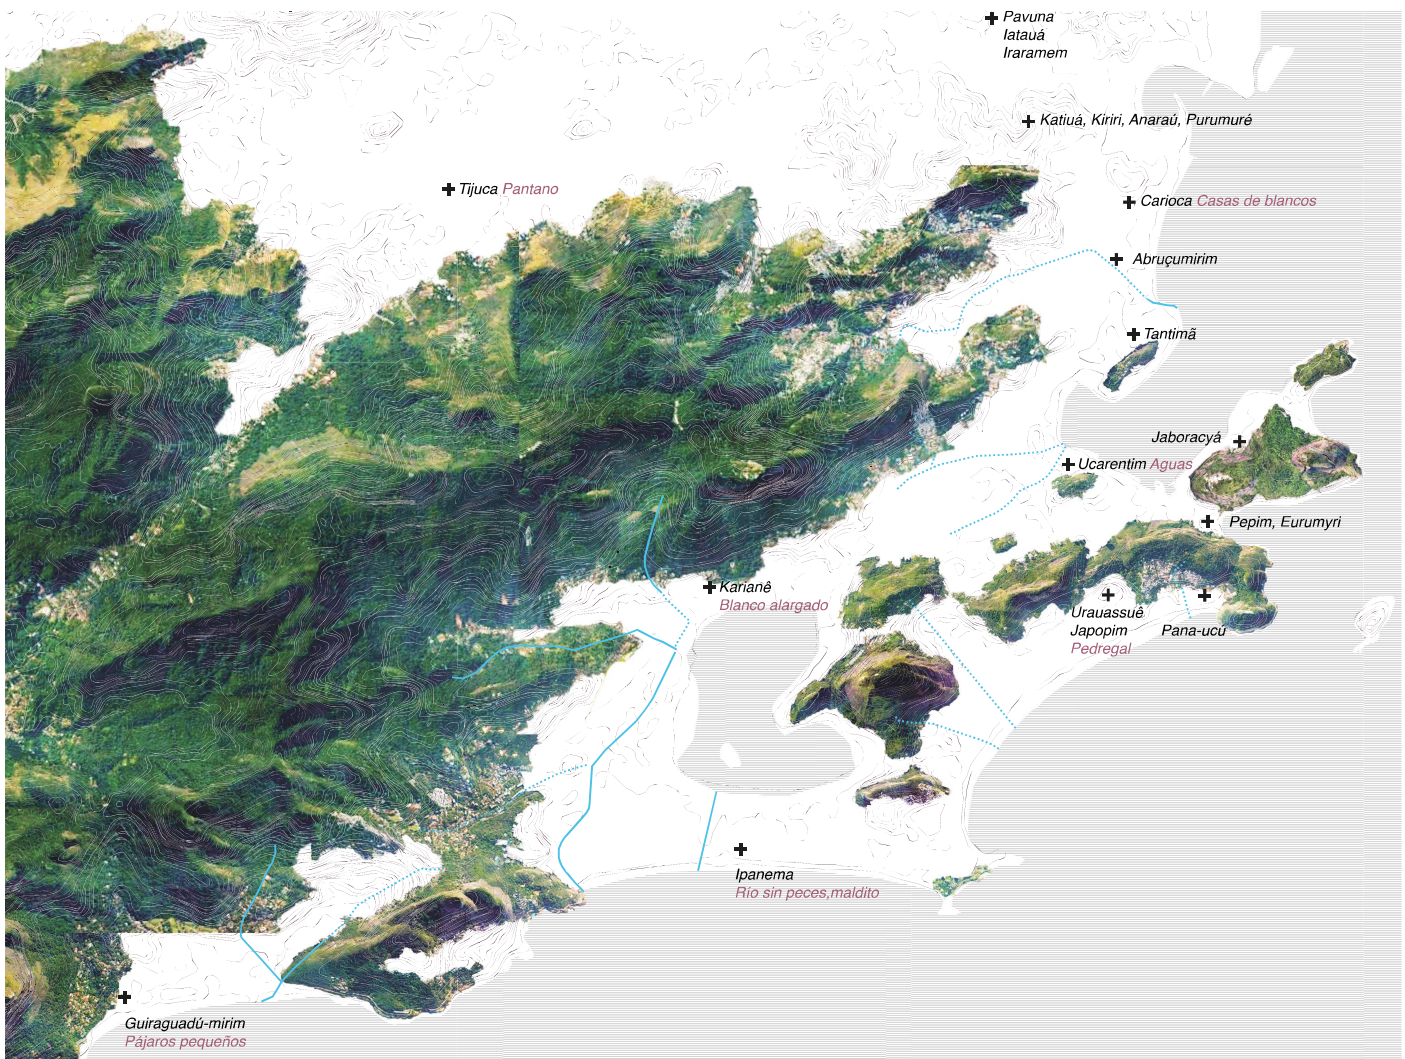 Pavuna
Iatauá
Iraramem
Katiuá, Kiriri, Anaraú, Purumuré
Tijuca Pantano
Carioca Casas de blancos
Abruçumirim
Tantimã
Jaboracyá
Ucarentim Aguas
Pepim, Eurumyri
Karianê
Blanco alargado
Urauassuê
Japopim
Pedregal
Pana-ucú
Ipanema
Río sin peces,maldito
Guiraguadú-mirim
Pájaros pequeños